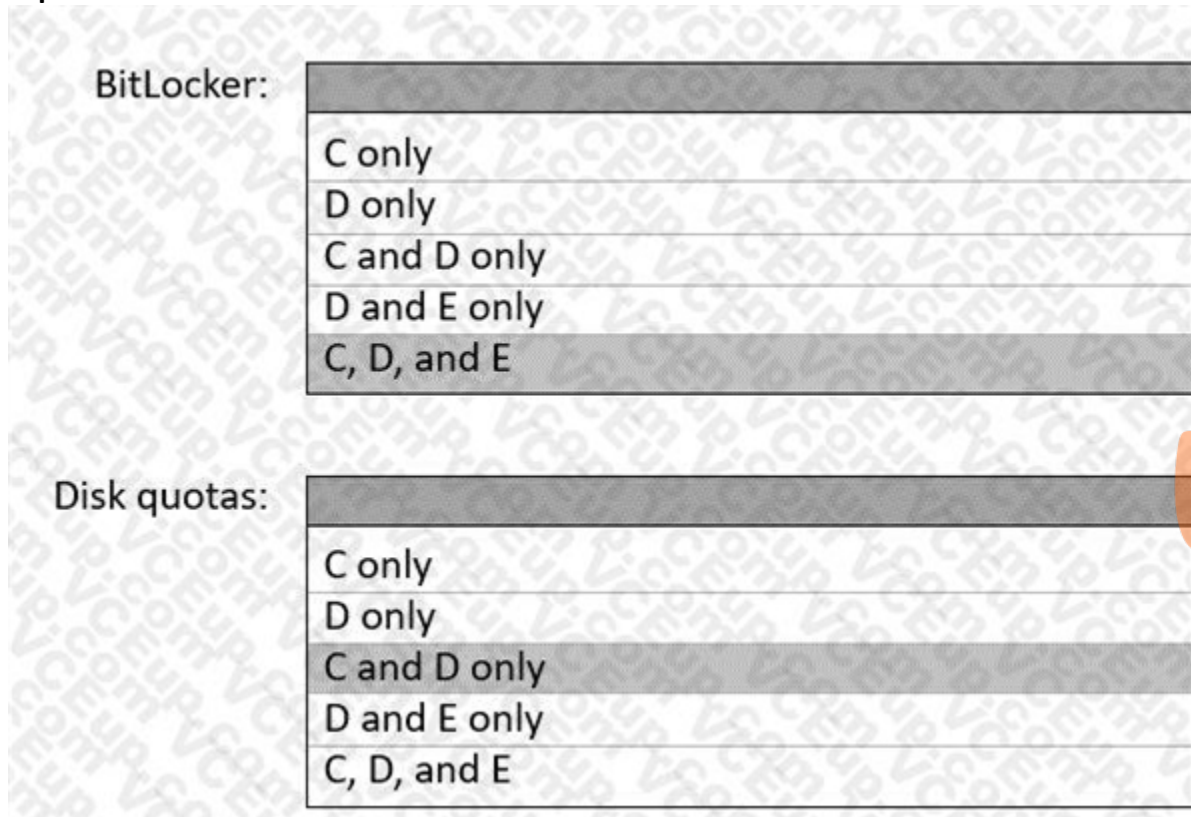 BitLocker:
C only
D only
C and D only
D and E only
C, D, and E
Disk quotas:
C only
D only
C and D only
D and E only
C, D, and E